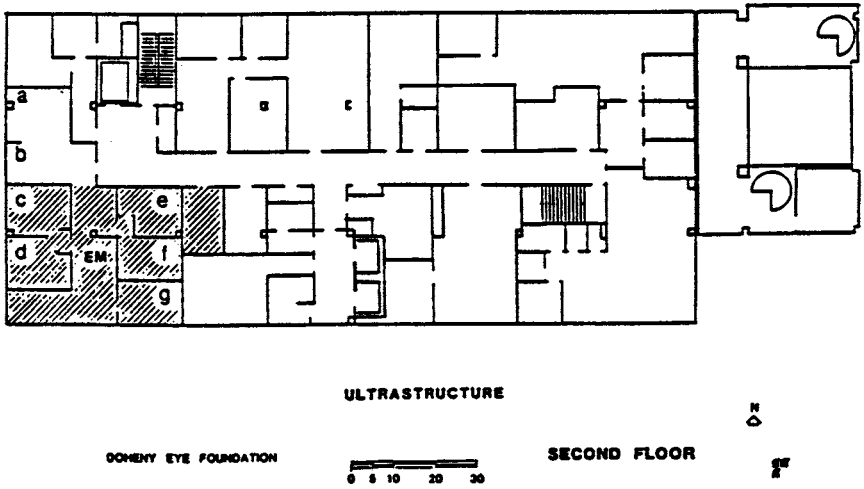 a
b
c e
d EM f
g
ULTRASTRUCTURE
N
DOHENY EYE FOUNDATION
SECOND FLOOR
0 5 10 20 30